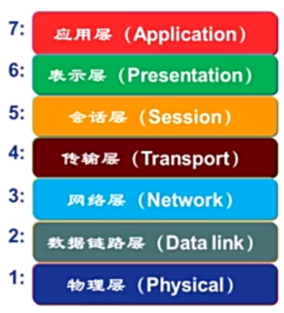 7: 应用层（Application）
6: 表示层（Presentation）
5: 会话层（Session）
4: 传输层（Transport）
3: 网络层（Network）
2: 数据链路层（Data link）
1: 物理层（Physical）